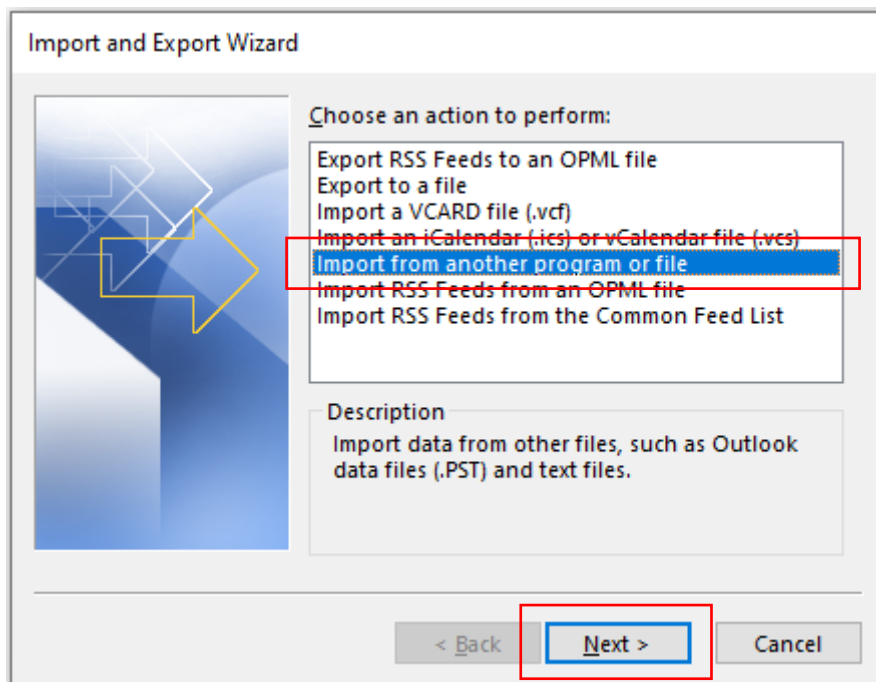 Import and Export Wizard
Choose an action to perform:
Export RSS Feeds to an OPML file
Export to a file
Import a VCARD file (.vcf)
Import an iCalendar (.ics) or vCalendar file (.vcs)
Import from another program or file
Import RSS Feeds from an OPML file
Import RSS Feeds from the Common Feed List
Description
Import data from other files, such as Outlook
data files (.PST) and text files.
< Back Next > Cancel